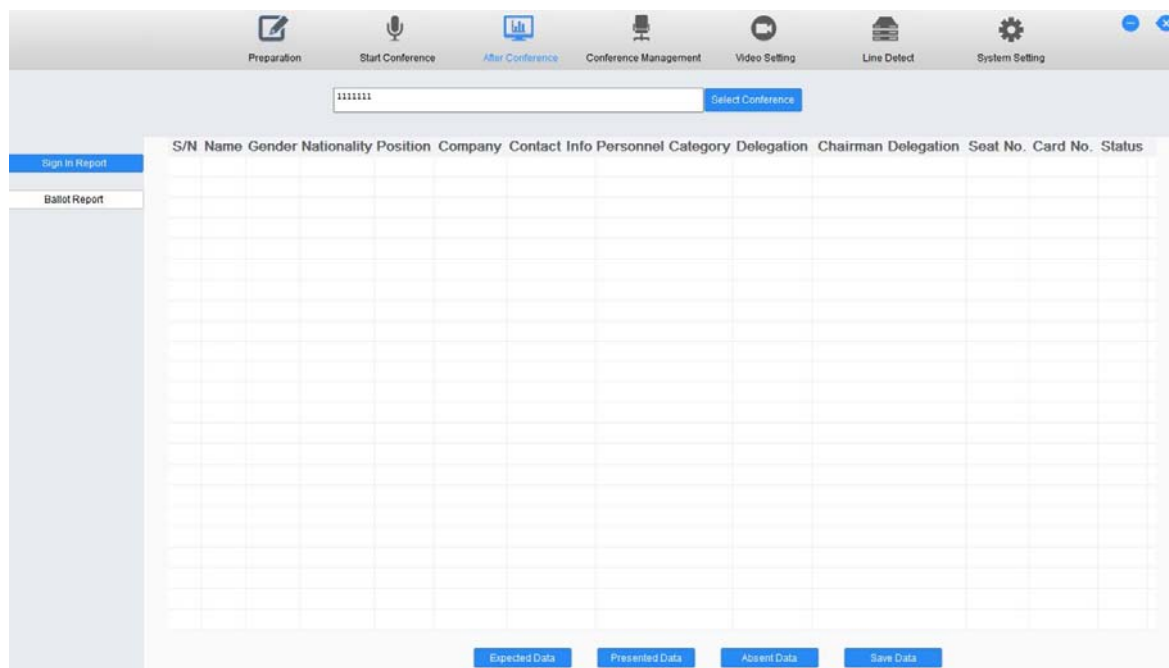 Preparation Start Conference After Conference Conference Management Video Setting Line Detect System Setting
1111111 Select Conference
S/N Name Gender Nationality Position Company Contact Info Personnel Category Delegation Chairman Delegation Seat No. Card No. Status
Sign In Report
Ballot Report
Expected Data Presented Data Absent Data Save Data